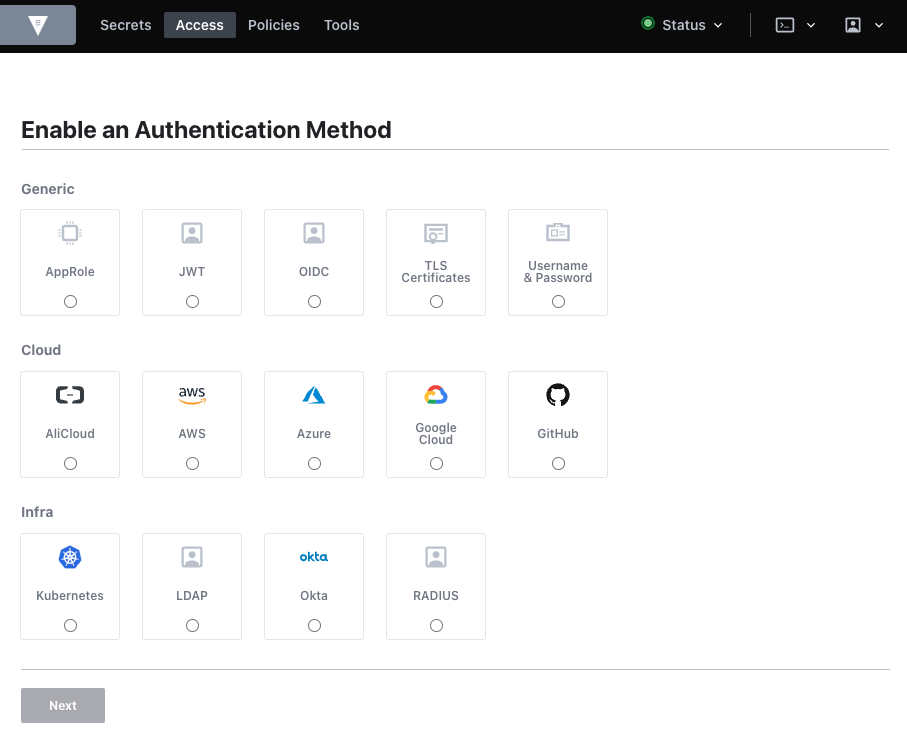 Secrets Access Policies Tools Status
Enable an Authentication Method
Generic
AppRole JWT OIDC TLS Certificates Username & Password
Cloud
aws
AliCloud AWS Azure Google Cloud GitHub
Infra
okta
Kubernetes LDAP Okta RADIUS
Next